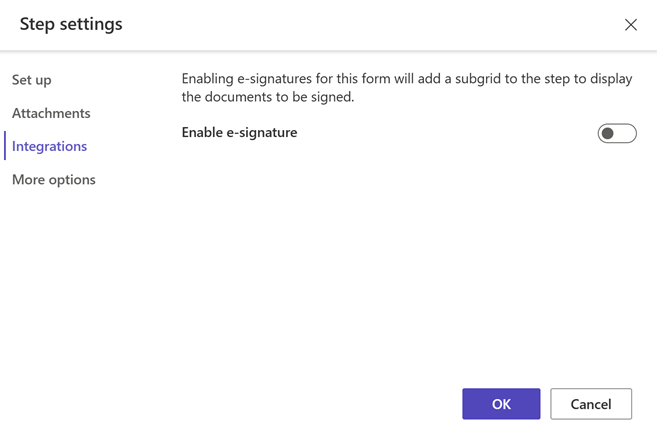 Step settings
Set up
Attachments
Integrations
More options
Enabling e-signatures for this form will add a subgrid to the step to display
the documents to be signed.
Enable e-signature
OK
Cancel